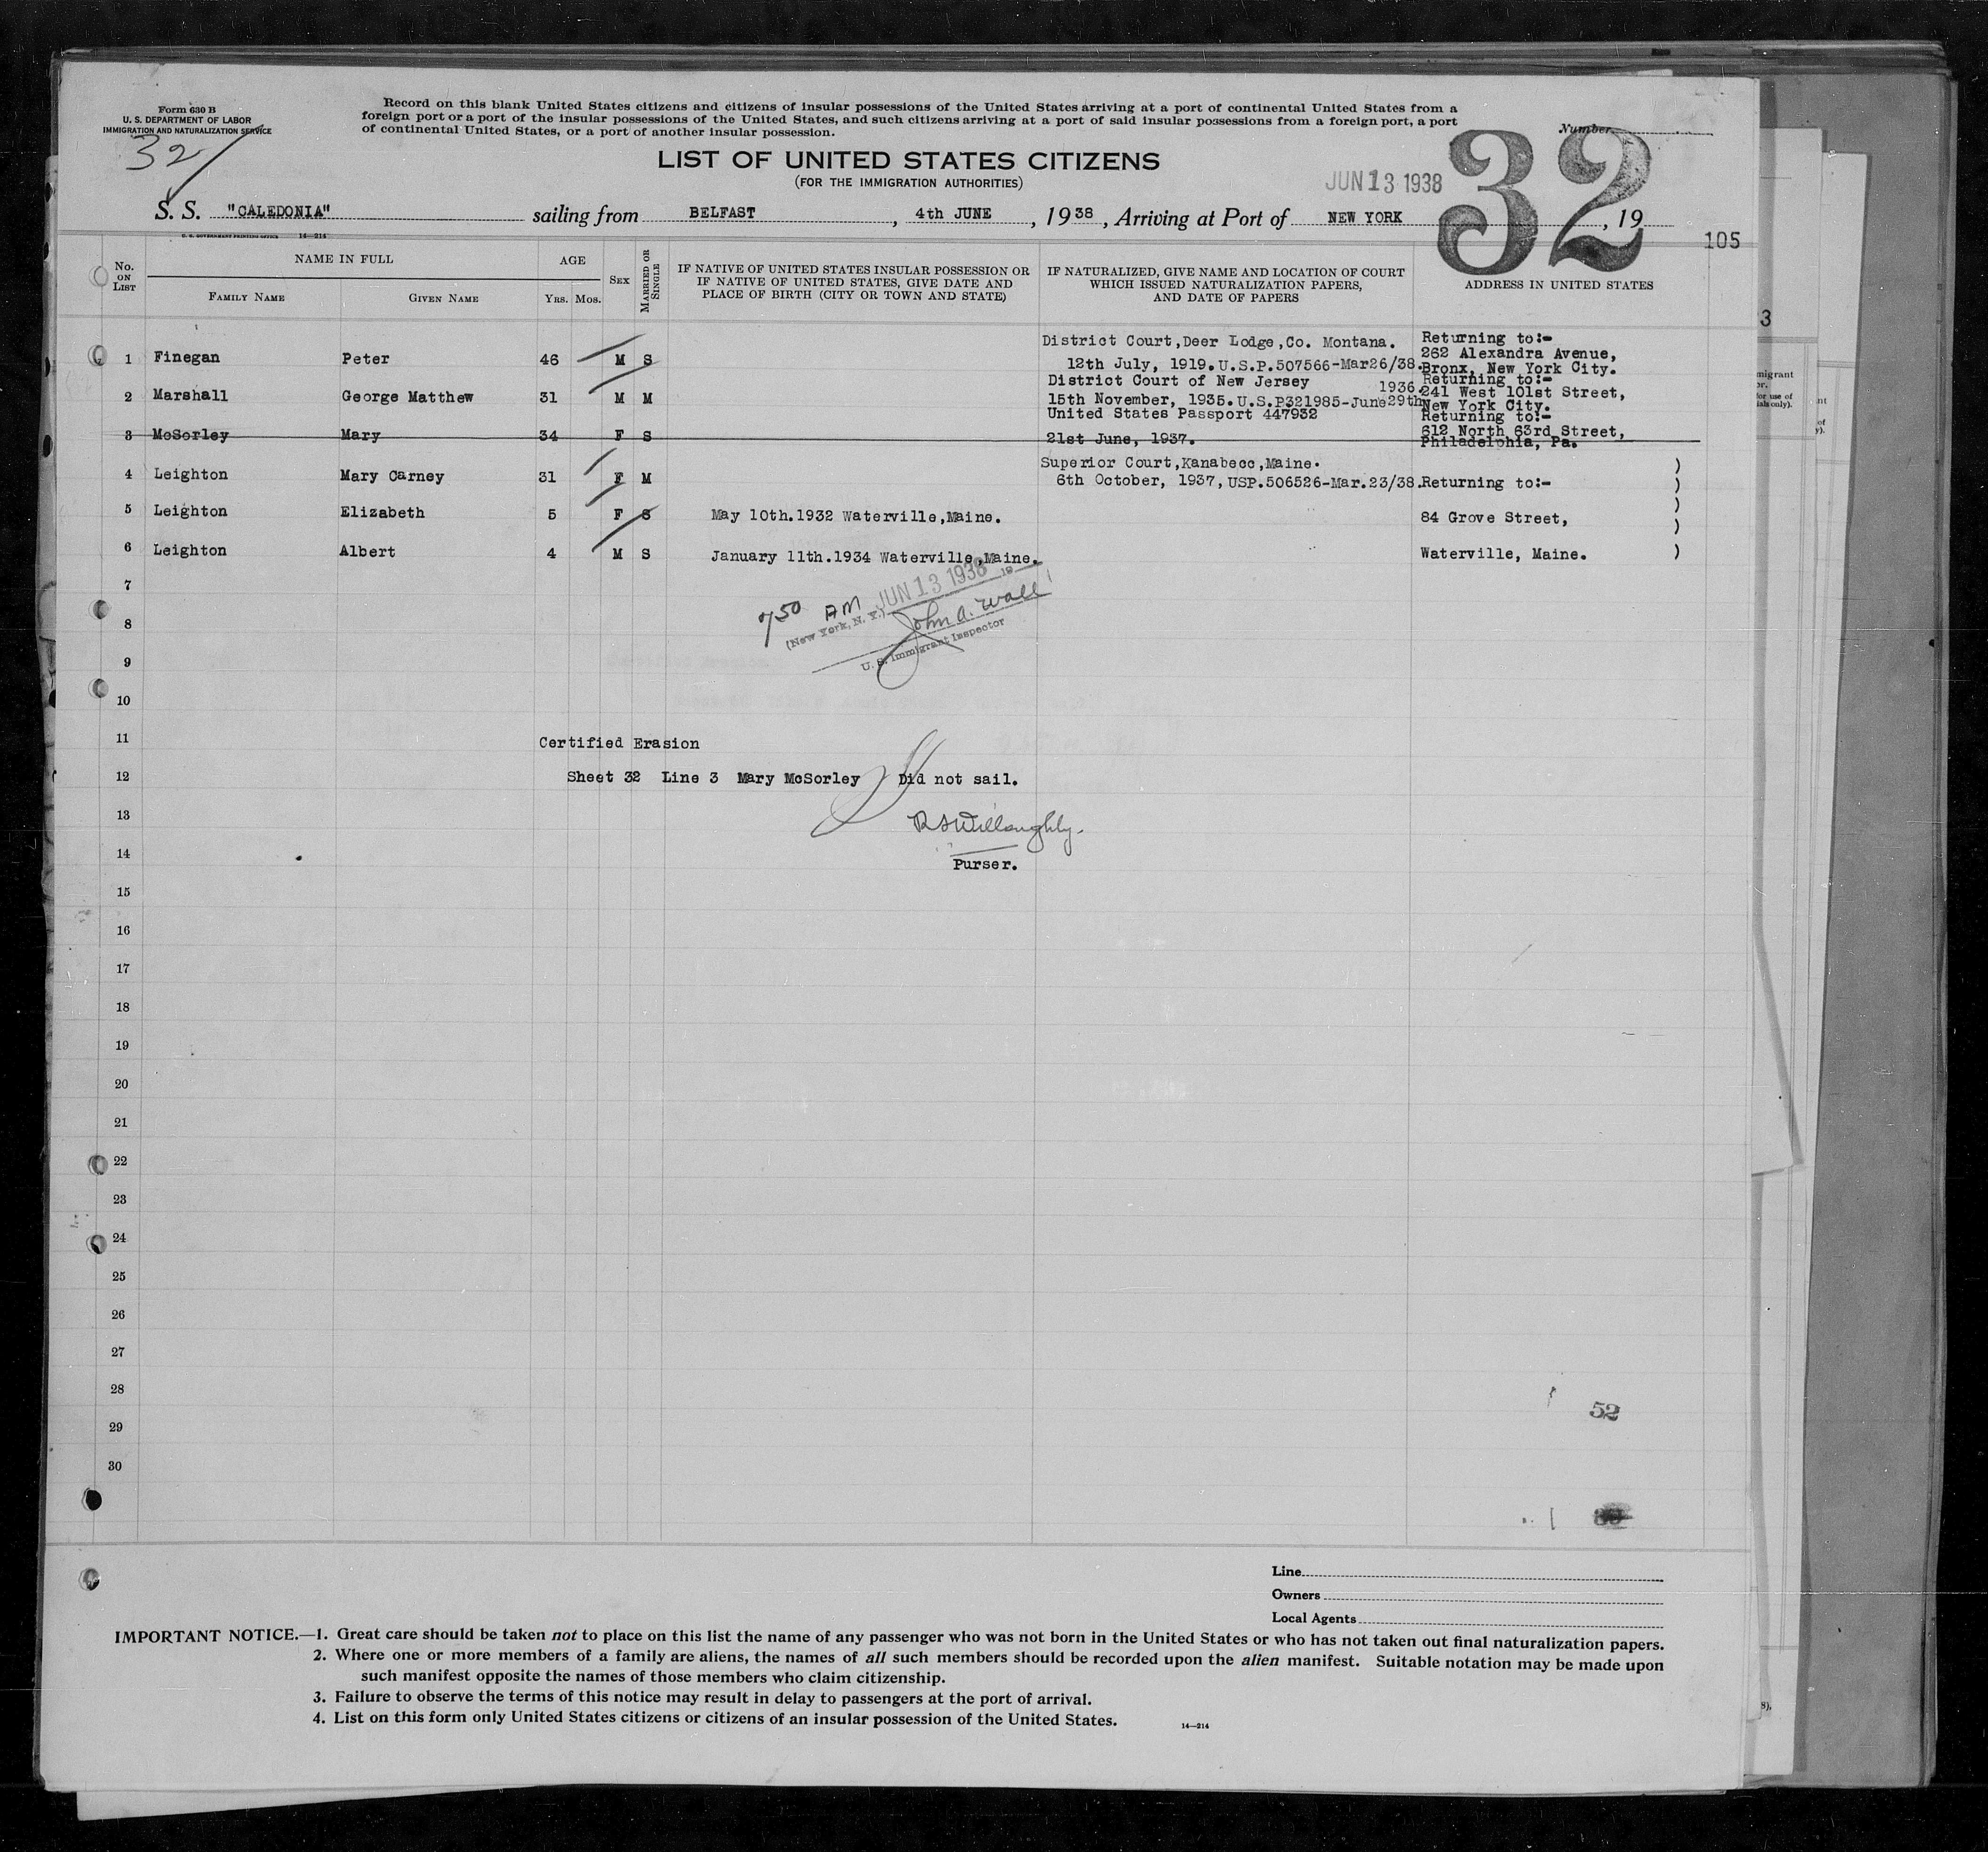 Form 630 B
U. S. DEPARTMENT OF LABOR
IMMIGRATION AND NATURALIZATION SERVICE
32
Record on this blank United States citizens and citizens of insular possessions of the United States arriving at a port of continental United States from a
foreign port or a port of the insular possessions of the United States, and such citizens arriving at a port of said insular possessions from a foreign port, a port
of continental United States, or a port of another insular possession.
Number
32
LIST OF UNITED STATES CITIZENS
(FOR THE IMMIGRATION AUTHORITIES)
JUN 13 1938
S. S. "CALEDONIA" sailing from BELFAST, 4th JUNE, 1938, Arriving at Port of NEW YORK, 19
U. S. GOVERNMENT PRINTING OFFICE 14—214
105
No. ON LIST
NAME IN FULL
FAMILY NAME GIVEN NAME
AGE
YRS. MOS.
SEX
MARRIED OR SINGLE
IF NATIVE OF UNITED STATES INSULAR POSSESSION OR
IF NATIVE OF UNITED STATES, GIVE DATE AND
PLACE OF BIRTH (CITY OR TOWN AND STATE)
IF NATURALIZED, GIVE NAME AND LOCATION OF COURT
WHICH ISSUED NATURALIZATION PAPERS,
AND DATE OF PAPERS
ADDRESS IN UNITED STATES
District Court,Deer Lodge,Co. Montana. Returning to:-
1 Finegan Peter 46 M S 12th July, 1919.U.S.P.507566-Mar26/38. 262 Alexandra Avenue,
Bronx, New York City.
District Court of New Jersey 1936. Returning to:-
2 Marshall George Matthew 31 M M 15th November, 1935.U.S.P321985-June29th 241 West 101st Street,
New York City.
United States Passport 447932 Returning to:-
3 McSorley Mary 34 F S 21st June, 1937. 612 North 63rd Street,
Philadelphia, Pa.
Superior Court,Kanabecc,Maine. )
4 Leighton Mary Carney 31 F M 6th October, 1937,USP.506526-Mar.23/38. Returning to:- )
5 Leighton Elizabeth 5 F S May 10th.1932 Waterville,Maine. 84 Grove Street, )
6 Leighton Albert 4 M S January 11th.1934 Waterville,Maine. Waterville, Maine. )
7
7 50 AM JUN 13 1938 19
8
(New York, N. Y.) John A. Wall
U. S. Immigrant Inspector
9
10
11 Certified Erasion
12 Sheet 32 Line 3 Mary McSorley Did not sail.
13 R S Willoughby.
14 Purser.
15
16
17
18
19
20
21
22
23
24
25
26
27
28
52
29
30
Line
Owners
Local Agents
IMPORTANT NOTICE.—1. Great care should be taken not to place on this list the name of any passenger who was not born in the United States or who has not taken out final naturalization papers.
2. Where one or more members of a family are aliens, the names of all such members should be recorded upon the alien manifest. Suitable notation may be made upon
such manifest opposite the names of those members who claim citizenship.
3. Failure to observe the terms of this notice may result in delay to passengers at the port of arrival.
4. List on this form only United States citizens or citizens of an insular possession of the United States.
14—214
3